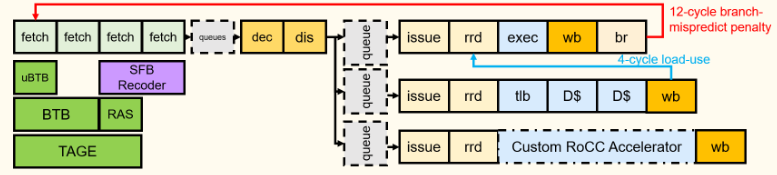 12-cycle branch-
mispredict penalty
fetch fetch fetch fetch queues dec dis queue issue rrd exec wb br
4-cycle load-use
uBTB SFB
Recoder
queue issue rrd tlb D$ D$ wb
BTB RAS
TAGE
queue issue rrd Custom RoCC Accelerator wb